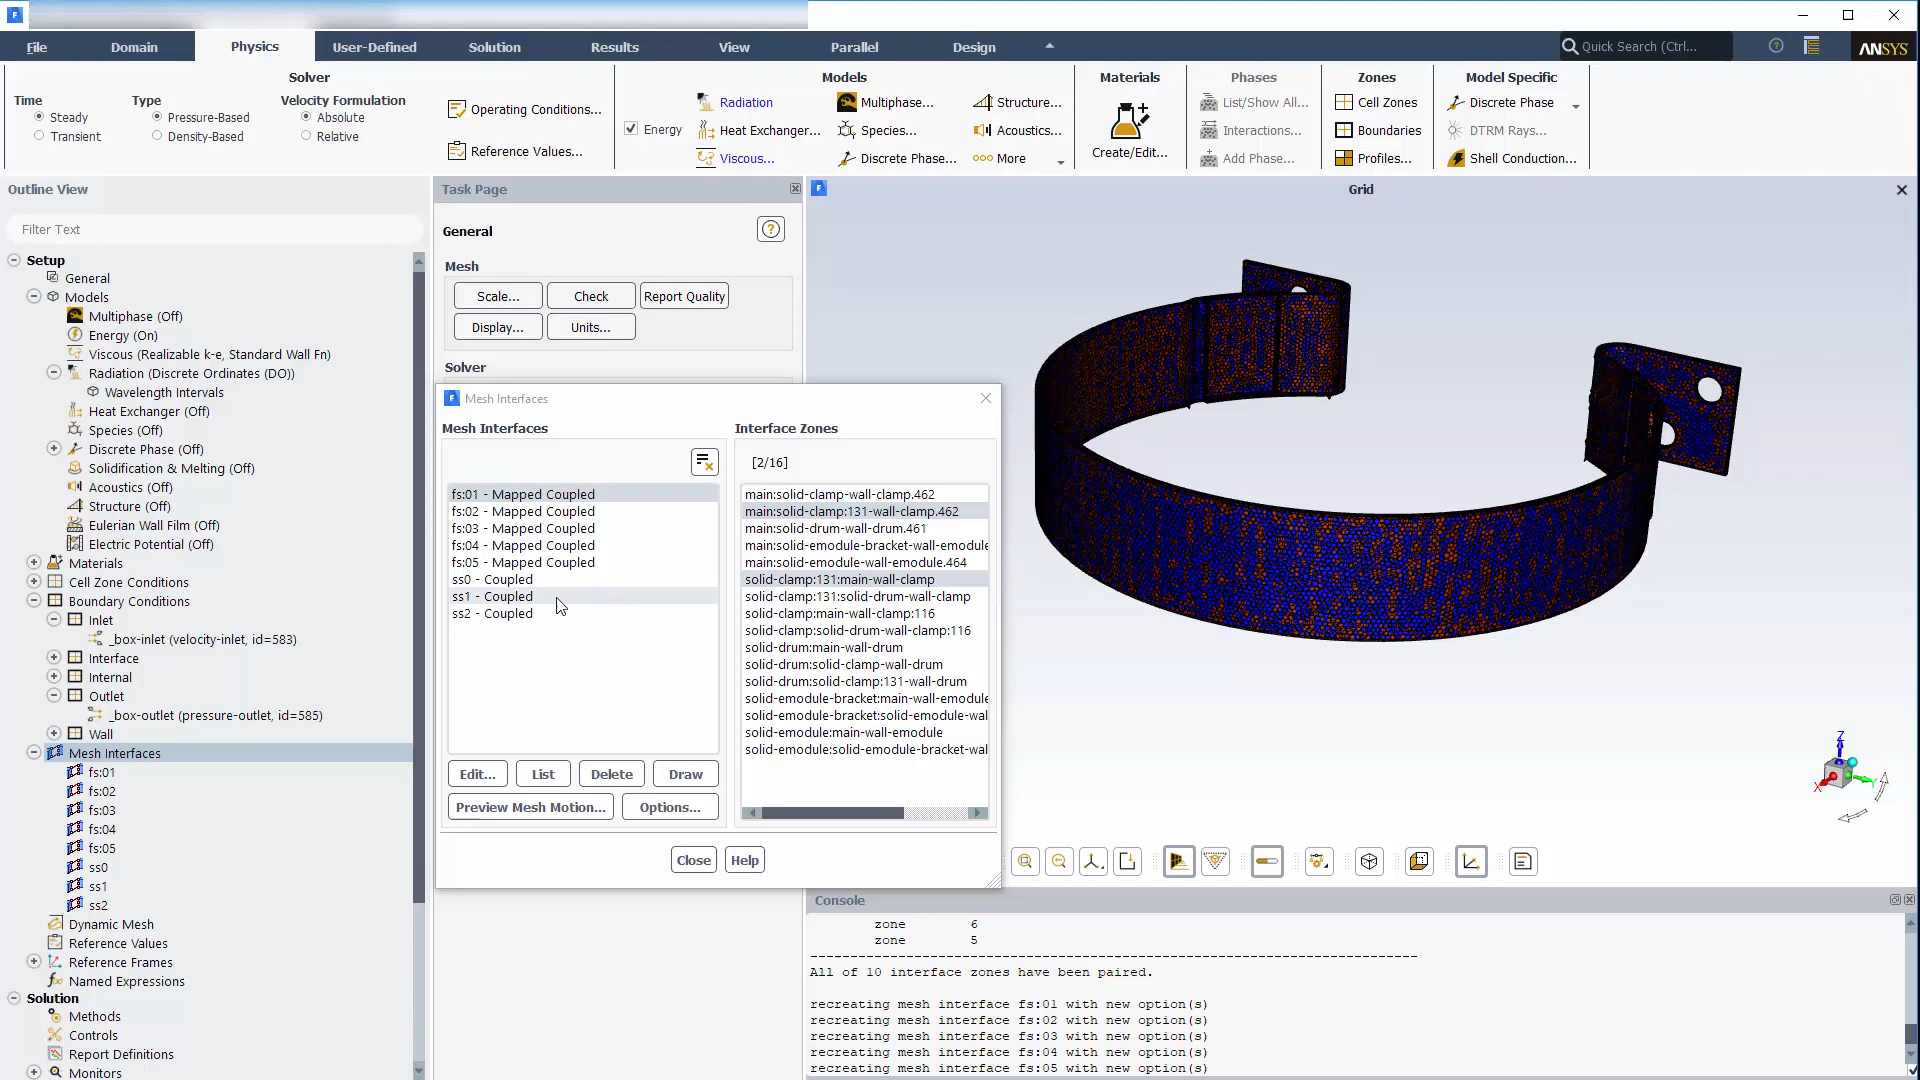 File
Domain
Physics
User-Defined
Solution
Results
View
Parallel
Design
Quick Search (Ctrl...
ANSYS
Solver
Time
Steady
Transient
Type
Pressure-Based
Density-Based
Velocity Formulation
Absolute
Relative
Operating Conditions...
Reference Values...
Models
Energy
Radiation
Heat Exchanger...
Viscous...
Multiphase...
Species...
Discrete Phase...
Structure...
Acoustics...
More
Materials
Create/Edit...
Phases
List/Show All...
Interactions...
Add Phase...
Zones
Cell Zones
Boundaries
Profiles...
Model Specific
Discrete Phase
DTRM Rays...
Shell Conduction...
Outline View
Filter Text
Setup
General
Models
Multiphase (Off)
Energy (On)
Viscous (Realizable k-e, Standard Wall Fn)
Radiation (Discrete Ordinates (DO))
Wavelength Intervals
Heat Exchanger (Off)
Species (Off)
Discrete Phase (Off)
Solidification & Melting (Off)
Acoustics (Off)
Structure (Off)
Eulerian Wall Film (Off)
Electric Potential (Off)
Materials
Cell Zone Conditions
Boundary Conditions
Inlet
_box-inlet (velocity-inlet, id=583)
Interface
Internal
Outlet
_box-outlet (pressure-outlet, id=585)
Wall
Mesh Interfaces
fs:01
fs:02
fs:03
fs:04
fs:05
ss0
ss1
ss2
Dynamic Mesh
Reference Values
Reference Frames
Named Expressions
Solution
Methods
Controls
Report Definitions
Monitors
Task Page
General
Mesh
Scale...
Check
Report Quality
Display...
Units...
Solver
Mesh Interfaces
Mesh Interfaces
fs:01 - Mapped Coupled
fs:02 - Mapped Coupled
fs:03 - Mapped Coupled
fs:04 - Mapped Coupled
fs:05 - Mapped Coupled
ss0 - Coupled
ss1 - Coupled
ss2 - Coupled
Edit...
List
Delete
Draw
Preview Mesh Motion...
Options...
Interface Zones
[2/16]
main:solid-clamp-wall-clamp.462
main:solid-clamp:131-wall-clamp.462
main:solid-drum-wall-drum.461
main:solid-emodule-bracket-wall-emodule
main:solid-emodule-wall-emodule.464
solid-clamp:131:main-wall-clamp
solid-clamp:131:solid-drum-wall-clamp
solid-clamp:main-wall-clamp:116
solid-clamp:solid-drum-wall-clamp:116
solid-drum:main-wall-drum
solid-drum:solid-clamp-wall-drum
solid-drum:solid-clamp:131-wall-drum
solid-emodule-bracket:main-wall-emodule
solid-emodule-bracket:solid-emodule-wal
solid-emodule:main-wall-emodule
solid-emodule:solid-emodule-bracket-wal
Close
Help
Grid
Z
X
Y
Console
zone 6
zone 5
--------------------------------------------------------------------------
All of 10 interface zones have been paired.
recreating mesh interface fs:01 with new option(s)
recreating mesh interface fs:02 with new option(s)
recreating mesh interface fs:03 with new option(s)
recreating mesh interface fs:04 with new option(s)
recreating mesh interface fs:05 with new option(s)